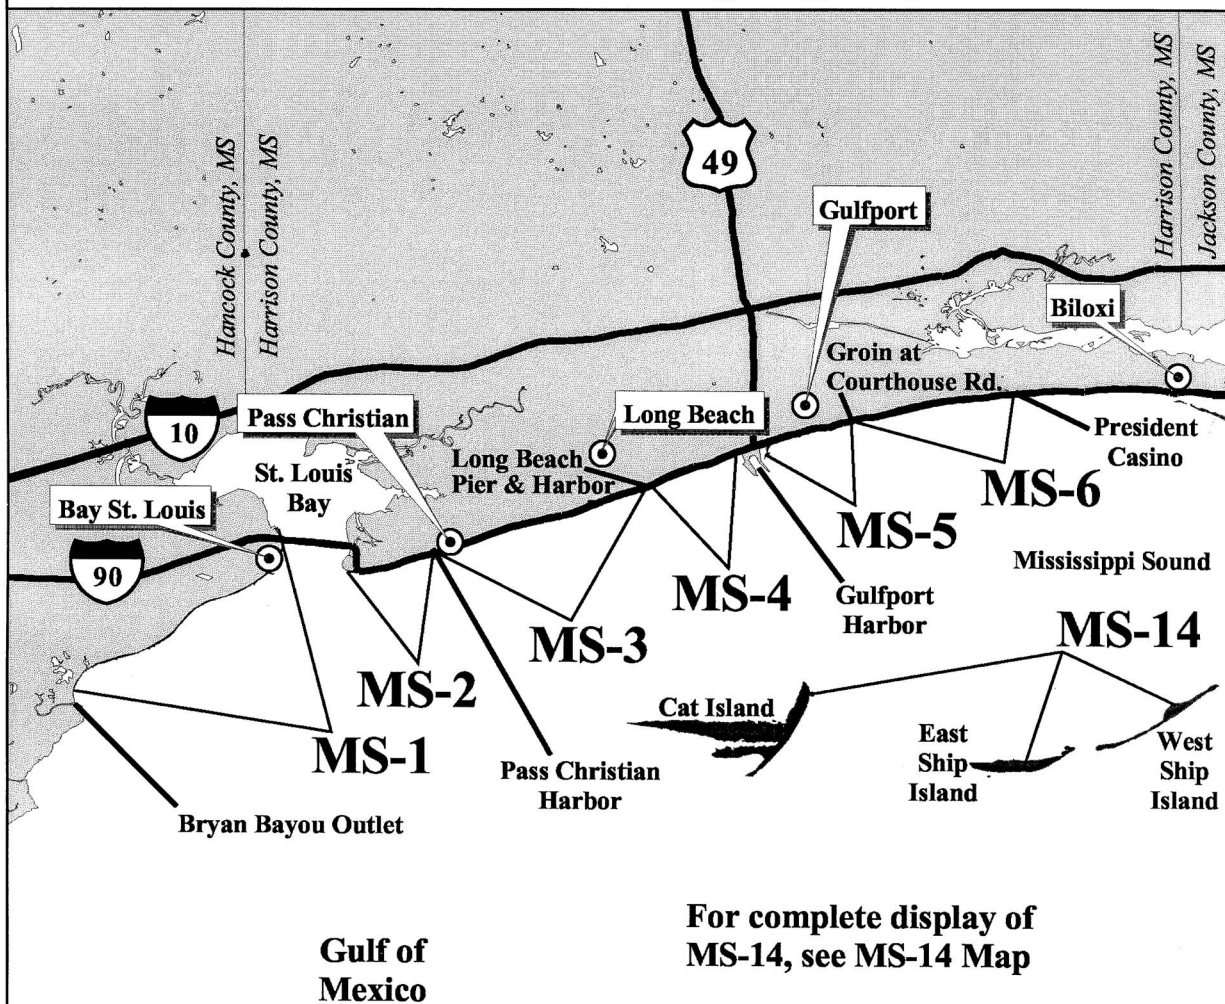 Hancock County, MS
Harrison County, MS
Harrison County, MS
Jackson County, MS
49
Gulfport
Biloxi
Groin at
Courthouse Rd.
10
Pass Christian
Long Beach
President
Casino
St. Louis
Bay
Long Beach
Pier & Harbor
MS-6
Bay St. Louis
MS-5
90
Mississippi Sound
MS-4
Gulfport
Harbor
MS-3
MS-14
MS-2
Cat Island
MS-1
East
Ship
Island
West
Ship
Island
Pass Christian
Harbor
Bryan Bayou Outlet
For complete display of
MS-14, see MS-14 Map
Gulf of
Mexico